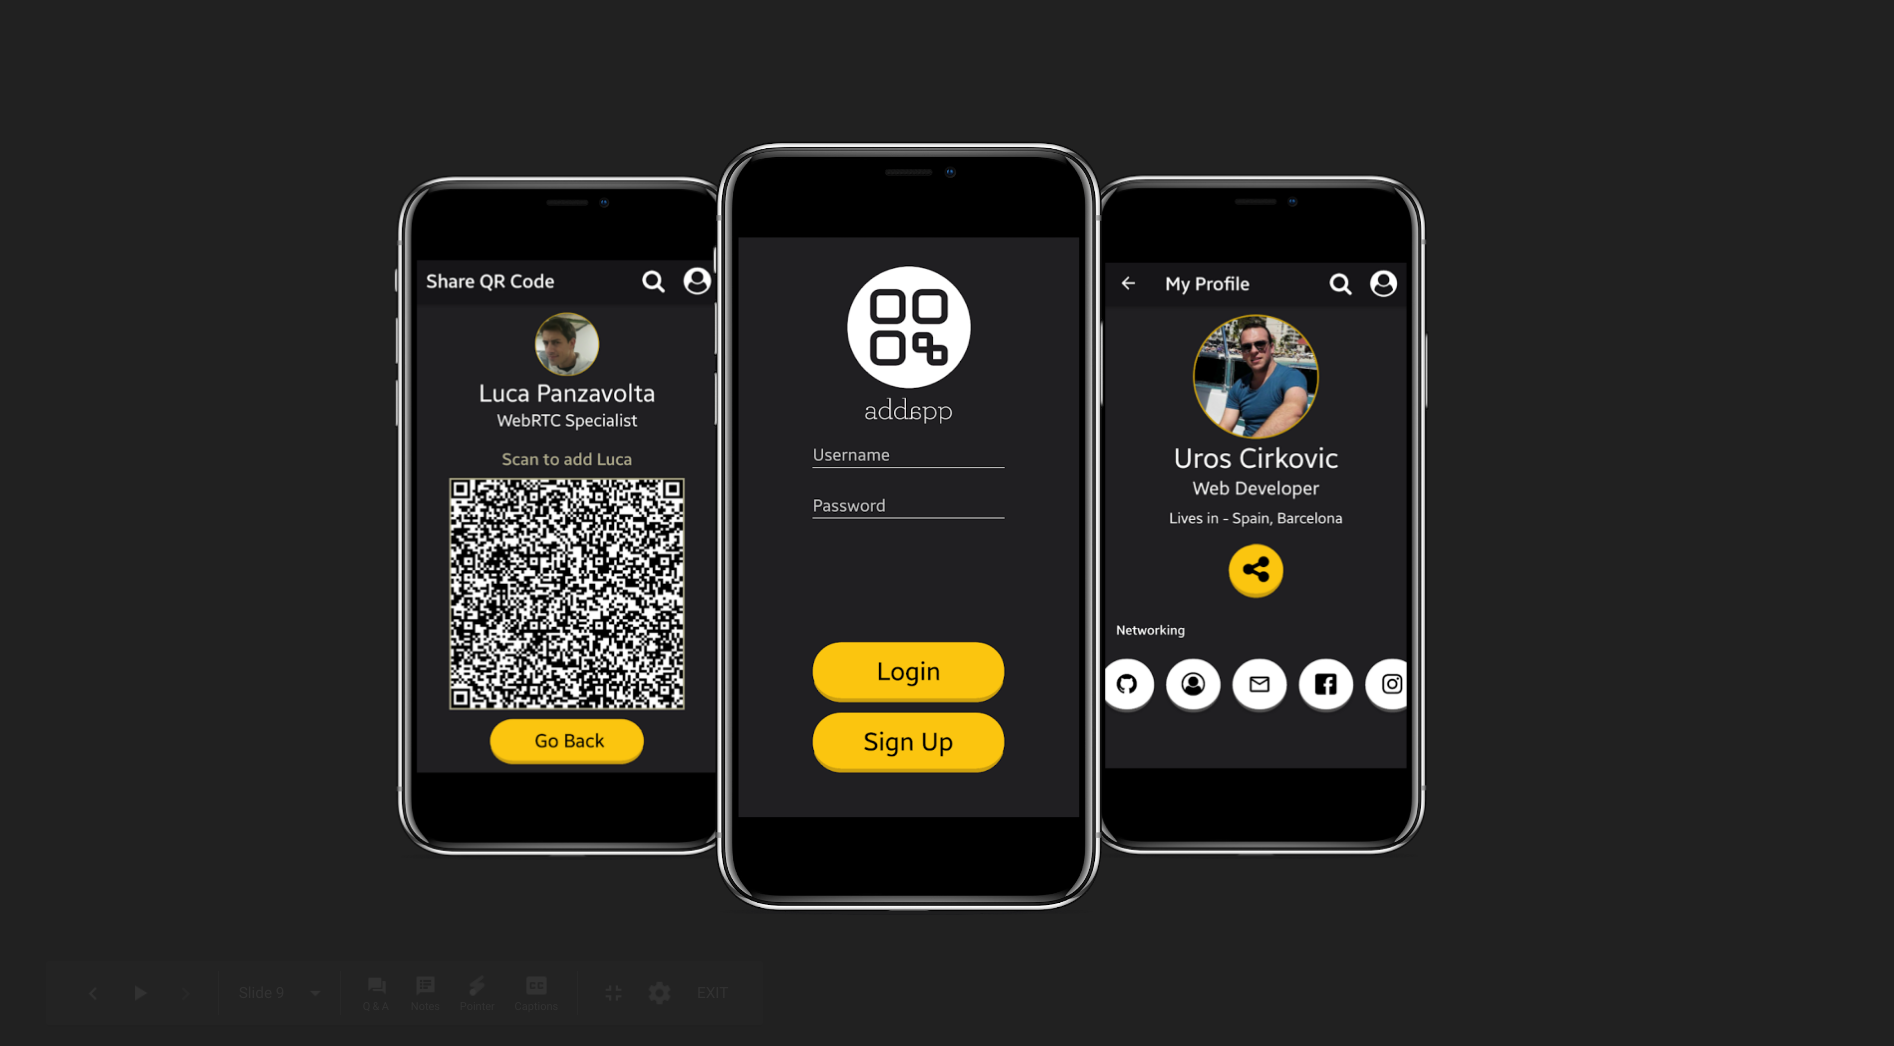 Share QR Code
Luca Panzavolta
WebRTC Specialist
Scan to add Luca
Go Back
addapp
Username
Password
Login
Sign Up
My Profile
Uros Cirkovic
Web Developer
Lives in - Spain, Barcelona
Networking
Slide 9
Q & A
Notes
Pointer
CC
Captions
EXIT